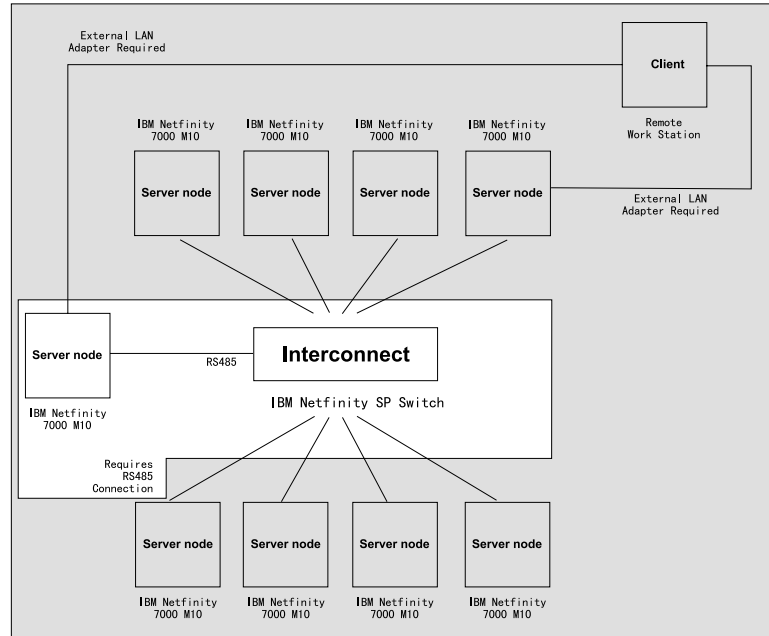 External LAN
Adapter Required
Client
Remote
Work Station
IBM Netfinity
7000 M10
IBM Netfinity
7000 M10
IBM Netfinity
7000 M10
IBM Netfinity
7000 M10
Server node
Server node
Server node
Server node
External LAN
Adapter Required
Server node
RS485
Interconnect
IBM Netfinity SP Switch
IBM Netfinity
7000 M10
Requires
RS485
Connection
Server node
Server node
Server node
Server node
IBM Netfinity
7000 M10
IBM Netfinity
7000 M10
IBM Netfinity
7000 M10
IBM Netfinity
7000 M10